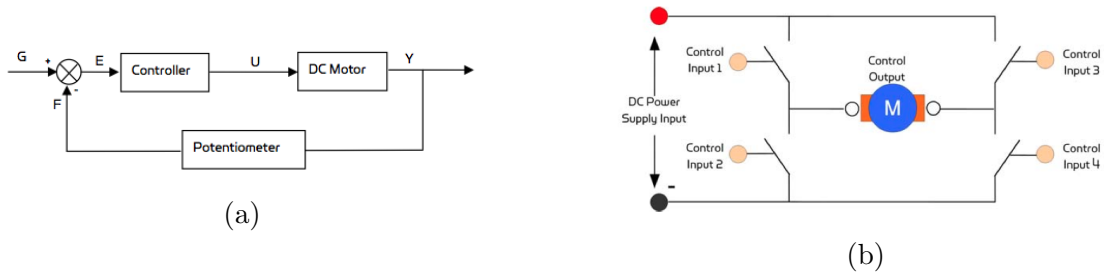 G
+
E
Controller
U
DC Motor
Y
-
F
Potentiometer
(a)
Control
Input 1
Control
Output
Control
Input 3
DC Power
Supply Input
M
Control
Input 2
Control
Input 4
-
(b)